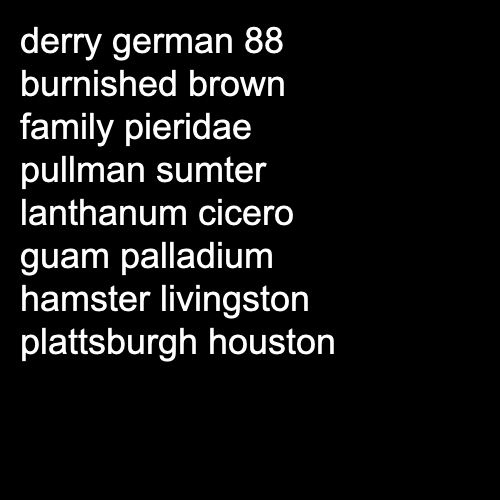 derry german 88
burnished brown
family pieridae
pullman sumter
lanthanum cicero
guam palladium
hamster livingston
plattsburgh houston